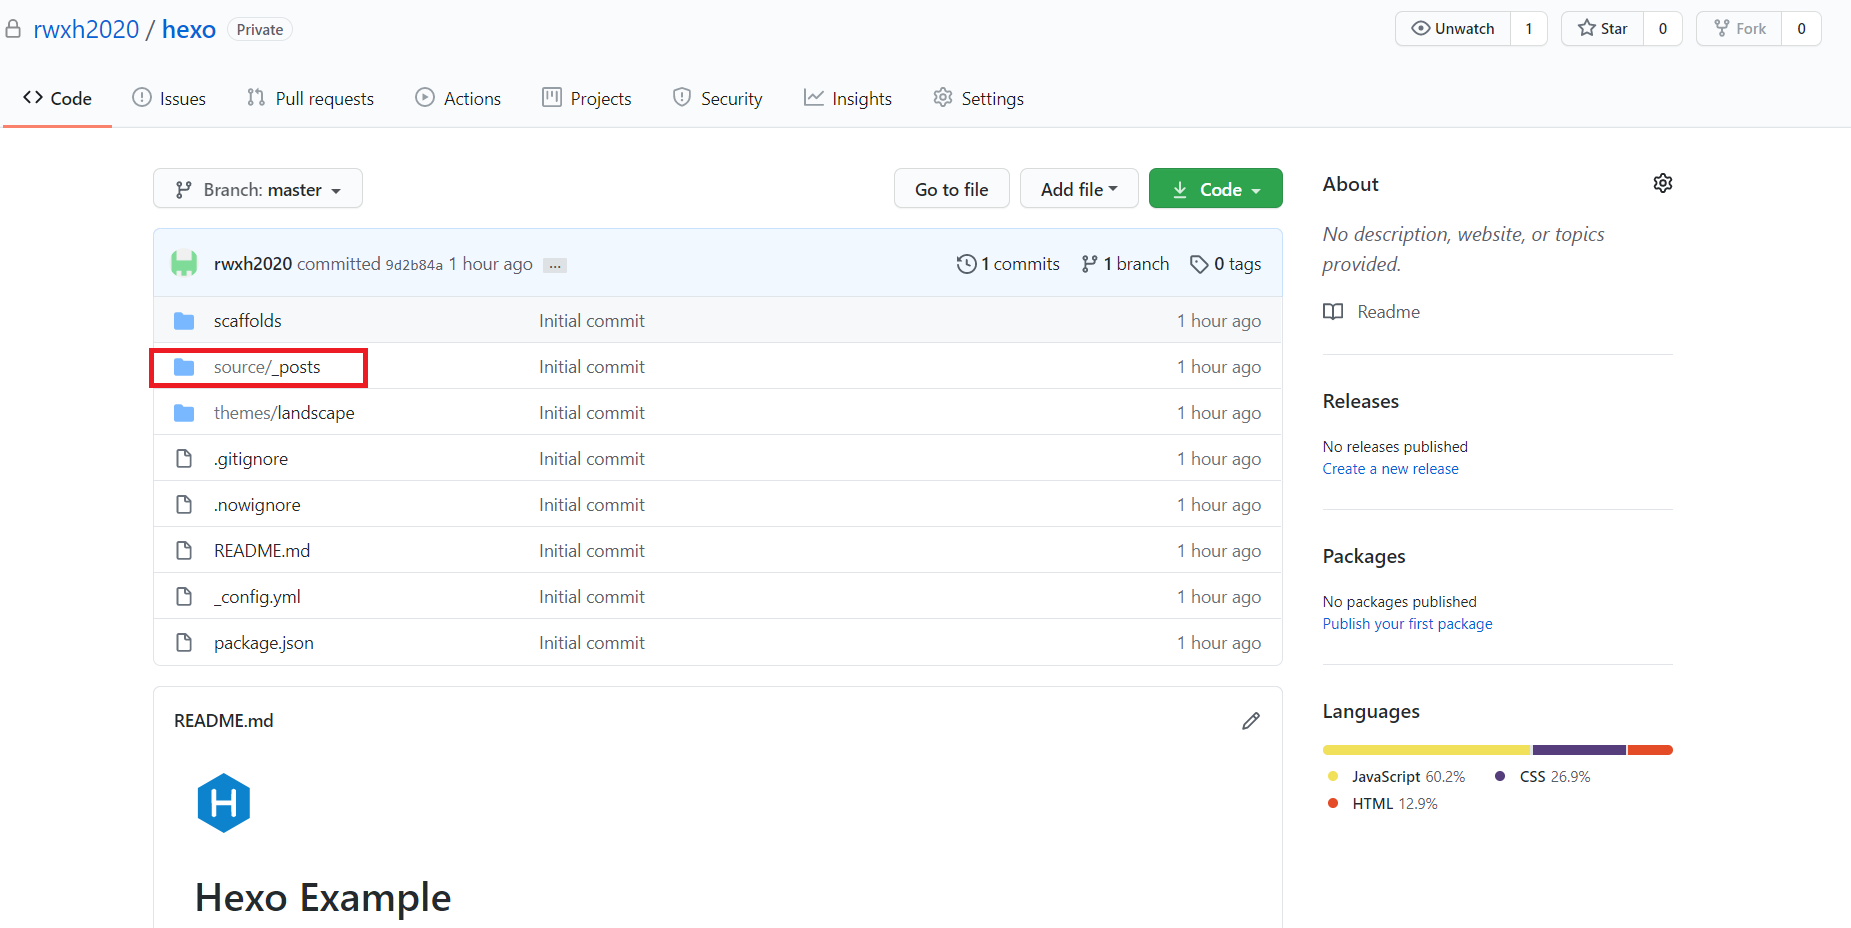 rwxh2020 / hexo Private
Unwatch 1 Star 0 Fork 0
Code Issues Pull requests Actions Projects Security Insights Settings
Branch: master Go to file Add file Code
rwxh2020 committed 9d2b84a 1 hour ago ... 1 commits 1 branch 0 tags
scaffolds Initial commit 1 hour ago
source/_posts Initial commit 1 hour ago
themes/landscape Initial commit 1 hour ago
.gitignore Initial commit 1 hour ago
.nowignore Initial commit 1 hour ago
README.md Initial commit 1 hour ago
_config.yml Initial commit 1 hour ago
package.json Initial commit 1 hour ago
README.md
H
Hexo Example
About
No description, website, or topics
provided.
Readme
Releases
No releases published
Create a new release
Packages
No packages published
Publish your first package
Languages
JavaScript 60.2% CSS 26.9%
HTML 12.9%